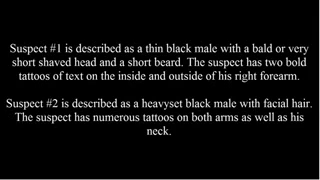 Suspect #1 is described as a thin black male with a bald or very
short shaved head and a short beard. The suspect has two bold
tattoos of text on the inside and outside of his right forearm.
Suspect #2 is described as a heavyset black male with facial hair.
The suspect has numerous tattoos on both arms as well as his
neck.